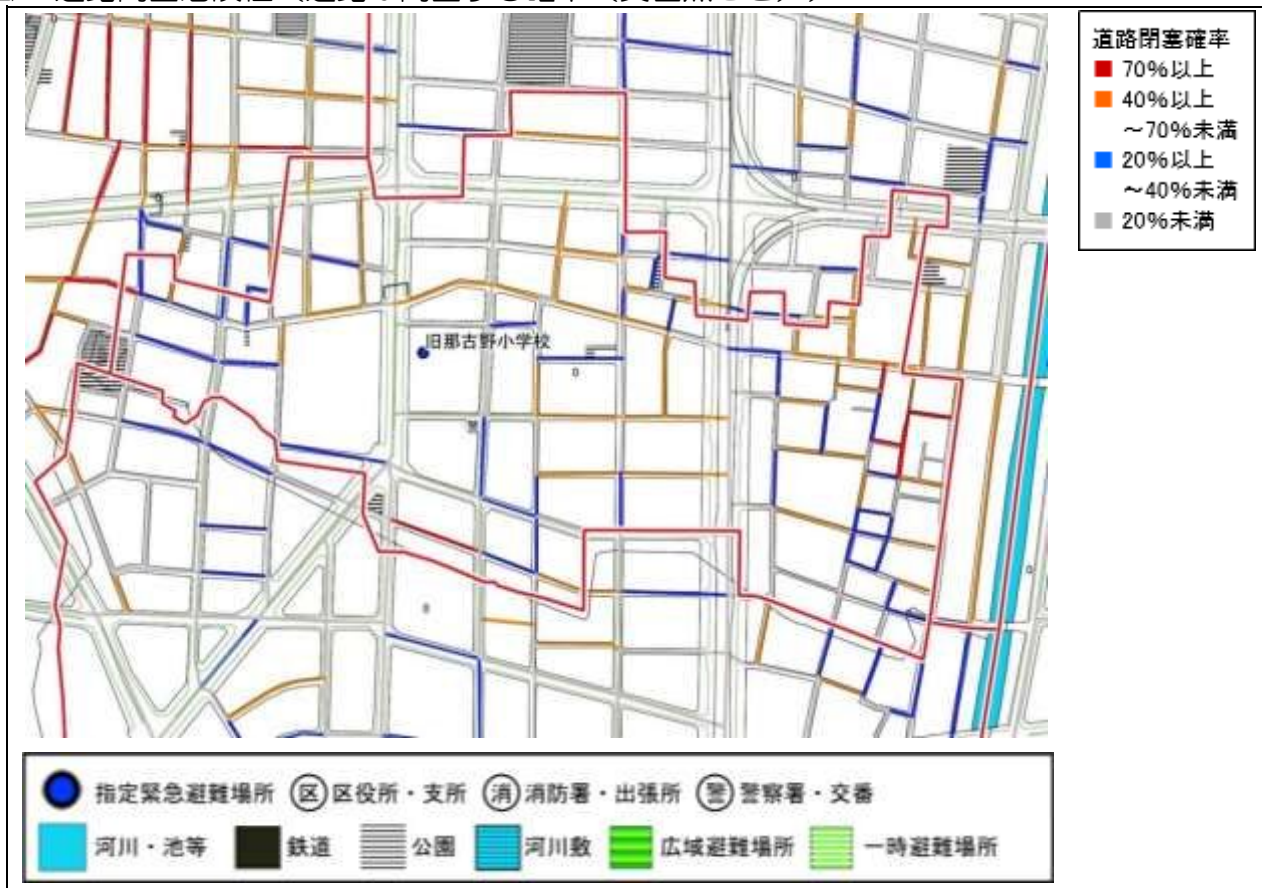 道路閉塞確率
70%以上
40%以上
～70%未満
20%以上
～40%未満
20%未満
旧那古野小学校
指定緊急避難場所 区 区役所・支所 消 消防署・出張所 警 警察署・交番
河川・池等 鉄道 公園 河川敷 広域避難場所 一時避難場所